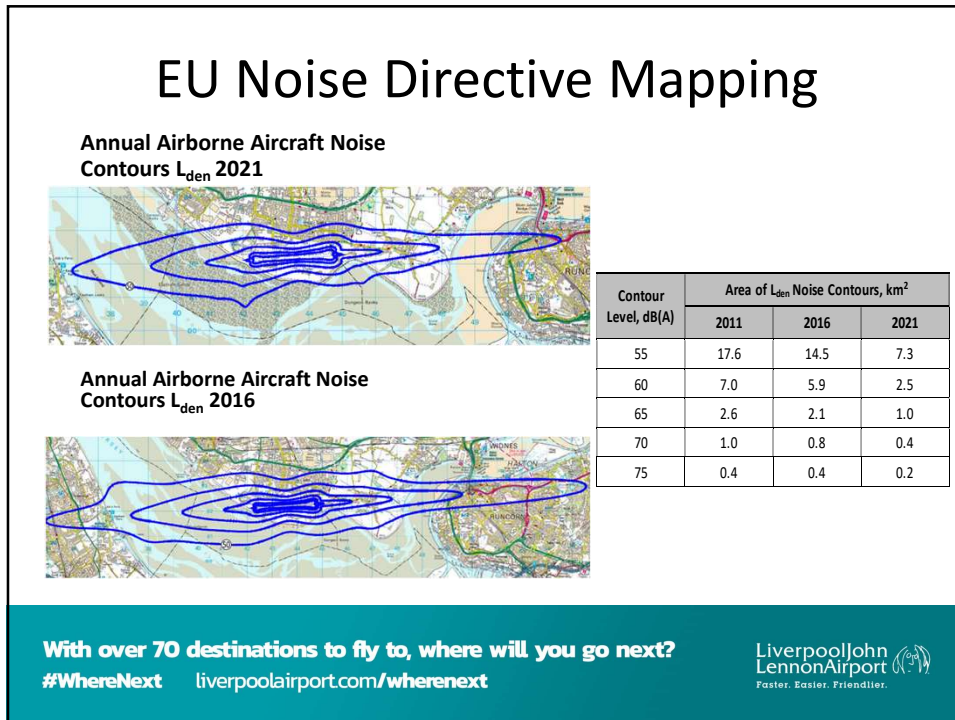 EU Noise Directive Mapping
Annual Airborne Aircraft Noise
Contours Lden 2021
Annual Airborne Aircraft Noise
Contours Lden 2016
Contour
Level, dB(A)
Area of Lden Noise Contours, km2
2011 2016 2021
55 17.6 14.5 7.3
60 7.0 5.9 2.5
65 2.6 2.1 1.0
70 1.0 0.8 0.4
75 0.4 0.4 0.2
WIDNES
HALTON
RUNCORN
With over 70 destinations to fly to, where will you go next?
#WhereNext liverpoolairport.com/wherenext
LiverpoolJohn
LennonAirport
Faster. Easier. Friendlier.